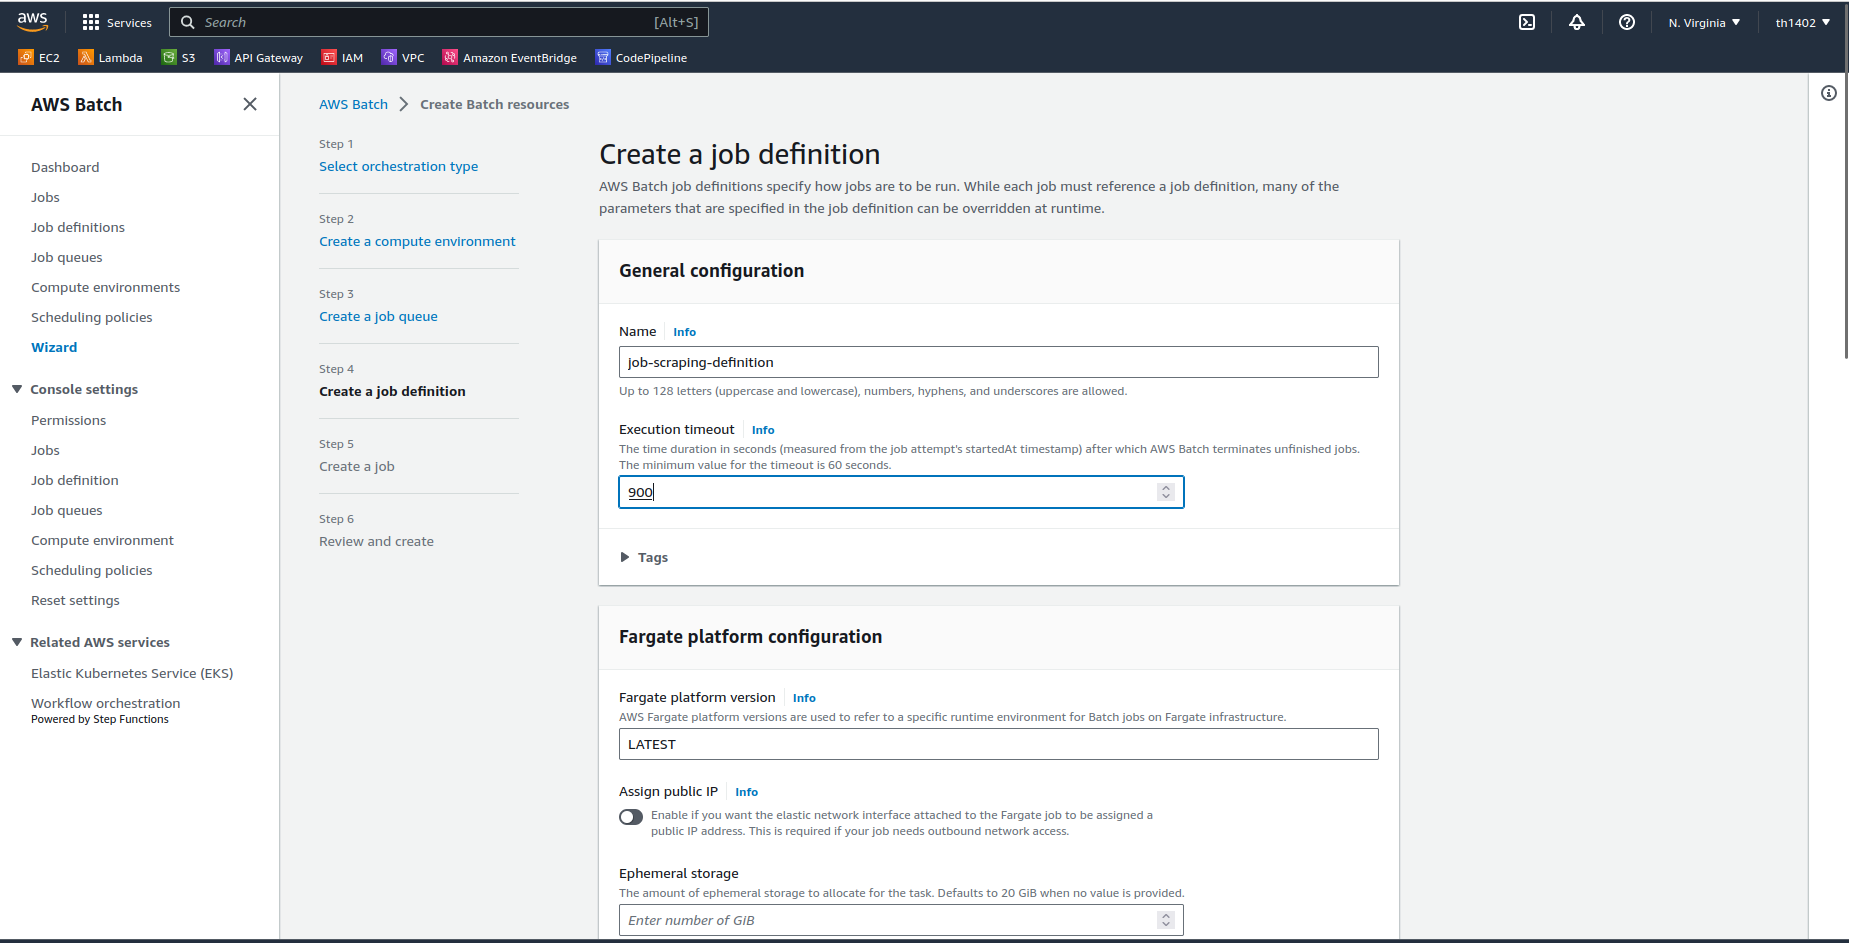 aws
Services
Search
[Alt+S]
N. Virginia
th1402
EC2
Lambda
S3
API Gateway
IAM
VPC
Amazon EventBridge
CodePipeline
AWS Batch
Dashboard
Jobs
Job definitions
Job queues
Compute environments
Scheduling policies
Wizard
Console settings
Permissions
Jobs
Job definition
Job queues
Compute environment
Scheduling policies
Reset settings
Related AWS services
Elastic Kubernetes Service (EKS)
Workflow orchestration
Powered by Step Functions
AWS Batch
Create Batch resources
Step 1
Select orchestration type
Step 2
Create a compute environment
Step 3
Create a job queue
Step 4
Create a job definition
Step 5
Create a job
Step 6
Review and create
Create a job definition
AWS Batch job definitions specify how jobs are to be run. While each job must reference a job definition, many of the
parameters that are specified in the job definition can be overridden at runtime.
General configuration
Name Info
job-scraping-definition
Up to 128 letters (uppercase and lowercase), numbers, hyphens, and underscores are allowed.
Execution timeout Info
The time duration in seconds (measured from the job attempt's startedAt timestamp) after which AWS Batch terminates unfinished jobs.
The minimum value for the timeout is 60 seconds.
900
Tags
Fargate platform configuration
Fargate platform version Info
AWS Fargate platform versions are used to refer to a specific runtime environment for Batch jobs on Fargate infrastructure.
LATEST
Assign public IP Info
Enable if you want the elastic network interface attached to the Fargate job to be assigned a
public IP address. This is required if your job needs outbound network access.
Ephemeral storage
The amount of ephemeral storage to allocate for the task. Defaults to 20 GiB when no value is provided.
Enter number of GiB